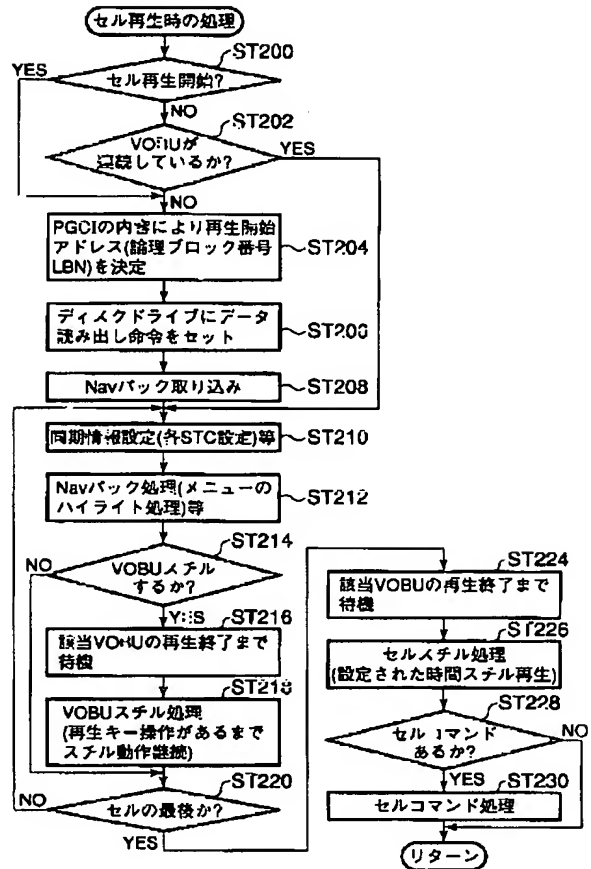 セル再生時の処理
ST200
YES
セル再生開始?
NO
ST202
VOBUが
連続しているか?
YES
NO
PGCIの内容により再生開始
アドレス(論理ブロック番号
LBN)を決定
ST204
ディスクドライブにデータ
読み出し命令をセット
ST206
Navパック取り込み
ST208
同期情報設定(各STC設定)等
ST210
Navパック処理(メニューの
ハイライト処理)等
ST212
ST214
NO
VOBUスチル
するか?
YES
ST216
該当VOBUの再生終了まで
待機
ST218
VOBUスチル処理
(再生キー操作があるまで
スチル動作継続)
ST220
NO
セルの最後か?
YES
ST224
該当VOBUの再生終了まで
待機
ST226
セルスチル処理
(設定された時間スチル再生)
ST228
セルコマンド
あるか?
NO
YES
ST230
セルコマンド処理
リターン